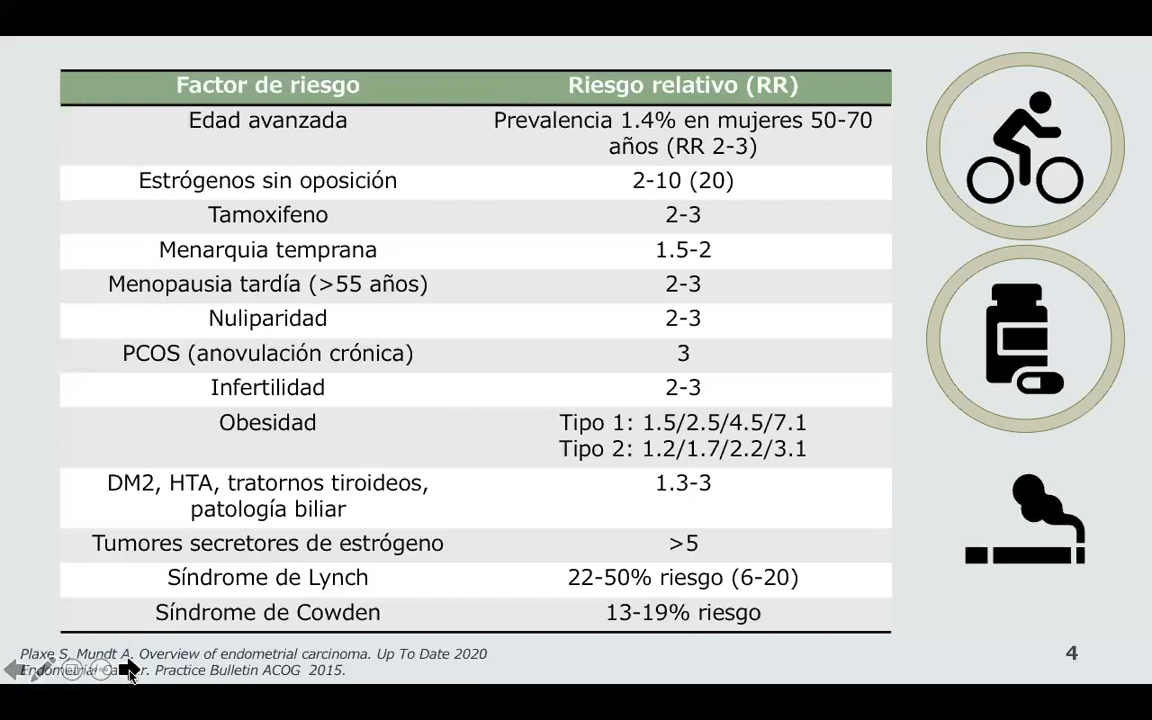 Factor de riesgo Riesgo relativo (RR)
Edad avanzada Prevalencia 1.4% en mujeres 50-70
años (RR 2-3)
Estrógenos sin oposición 2-10 (20)
Tamoxifeno 2-3
Menarquia temprana 1.5-2
Menopausia tardía (>55 años) 2-3
Nuliparidad 2-3
PCOS (anovulación crónica) 3
Infertilidad 2-3
Obesidad Tipo 1: 1.5/2.5/4.5/7.1
Tipo 2: 1.2/1.7/2.2/3.1
DM2, HTA, tratornos tiroideos, 1.3-3
patología biliar
Tumores secretores de estrógeno >5
Síndrome de Lynch 22-50% riesgo (6-20)
Síndrome de Cowden 13-19% riesgo
Plaxe S, Mundt A. Overview of endometrial carcinoma. Up To Date 2020
Practice Bulletin ACOG 2015.
4